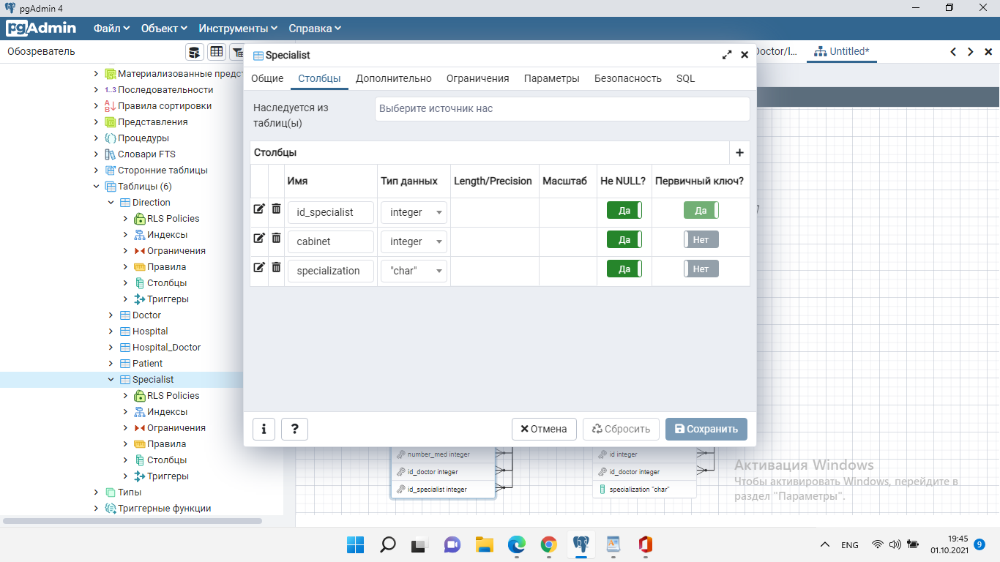 pgAdmin 4
pgAdmin Файл Объект Инструменты Справка
Обозреватель
Doctor/l... Untitled*
Материализованные предст
1..3 Последовательности
Правила сортировки
Представления
Процедуры
Словари FTS
Сторонние таблицы
Таблицы (6)
Direction
RLS Policies
Индексы
Ограничения
Правила
Столбцы
Триггеры
Doctor
Hospital
Hospital_Doctor
Patient
Specialist
RLS Policies
Индексы
Ограничения
Правила
Столбцы
Триггеры
Типы
Триггерные функции
Specialist
Общие Столбцы Дополнительно Ограничения Параметры Безопасность SQL
Наследуется из
таблиц(ы)
Выберите источник нас
Столбцы
Имя Тип данных Length/Precision Масштаб Не NULL? Первичный ключ?
id_specialist integer Да Да
cabinet integer Да Нет
specialization "char" Да Нет
i ? Отмена Сбросить Сохранить
number_med integer
id_doctor integer
id_specialist integer
id integer
id_doctor integer
specialization "char"
Активация Windows
Чтобы активировать Windows, перейдите в
раздел "Параметры".
ENG
19:45
01.10.2021
9